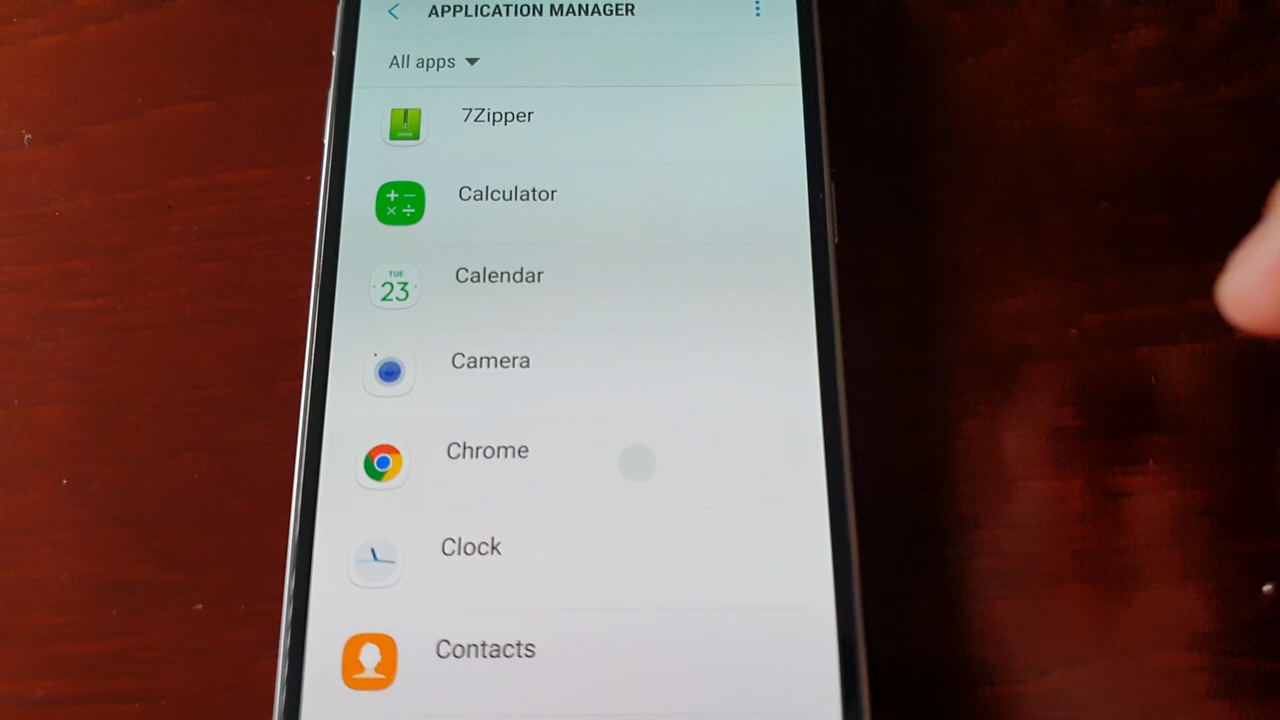 APPLICATION MANAGER
All apps
7Zipper
Calculator
TUE
23
Calendar
Camera
Chrome
Clock
Contacts